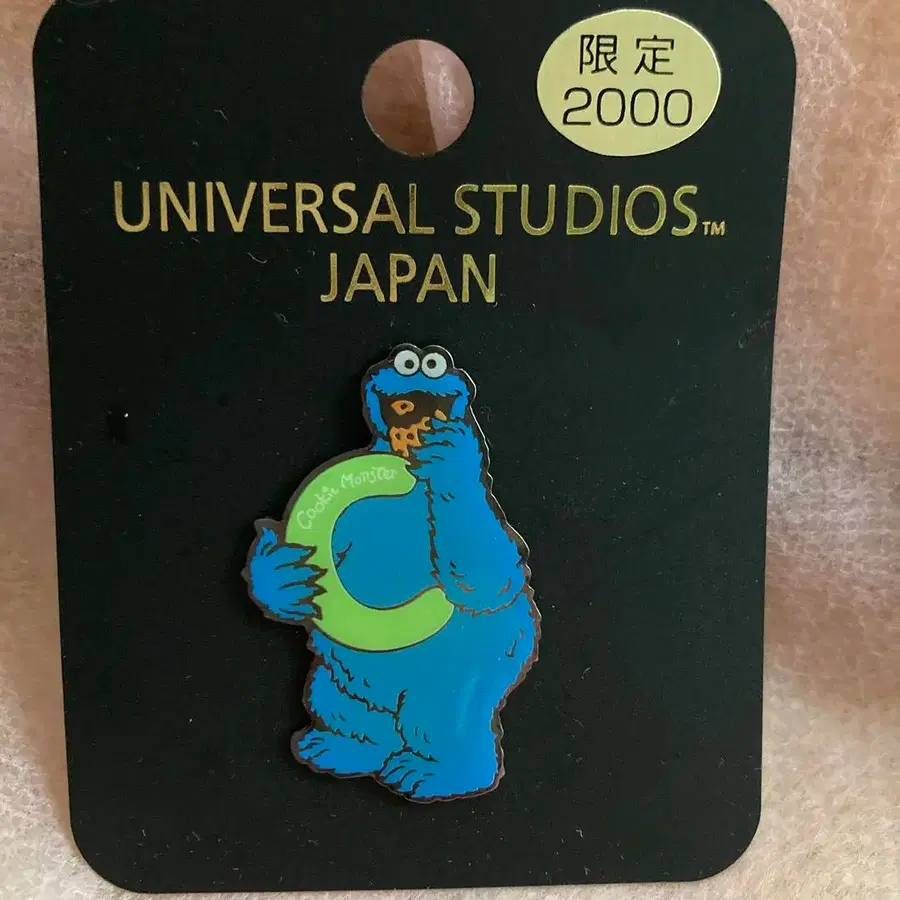 限定
2000
UNIVERSAL STUDIOS™
JAPAN
Cookie Monster